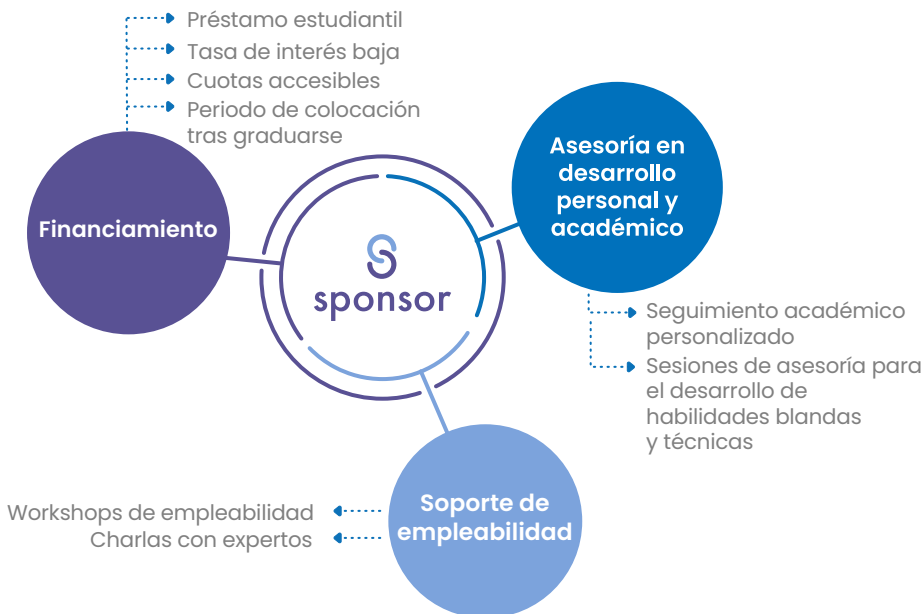 Préstamo estudiantil
Tasa de interés baja
Cuotas accesibles
Periodo de colocación
tras graduarse
Financiamiento
sponsor
Asesoría en
desarrollo
personal y
académico
Seguimiento académico
personalizado
Sesiones de asesoría para
el desarrollo de
habilidades blandas
y técnicas
Soporte de
empleabilidad
Workshops de empleabilidad
Charlas con expertos